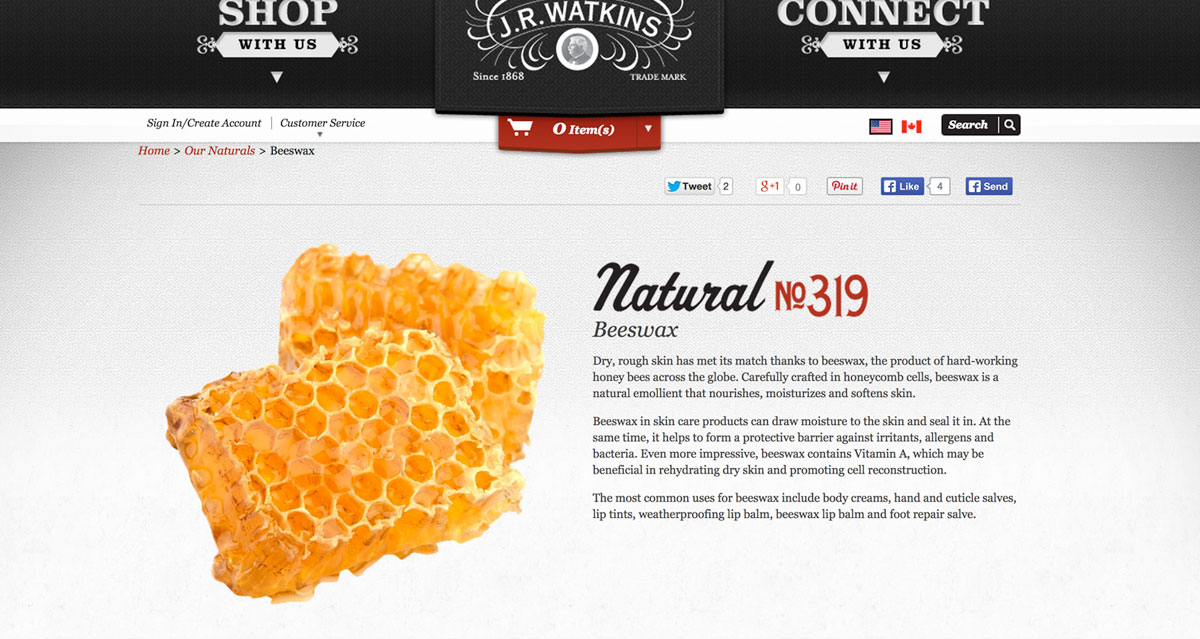 SHOP
WITH US
J.R. WATKINS
Since 1868
TRADE MARK
CONNECT
WITH US
Sign In/Create Account
Customer Service
0 Item(s)
Search
Home > Our Naturals > Beeswax
Tweet
2
g+1
0
Pin it
Like
4
Send
Natural No 319
Beeswax
Dry, rough skin has met its match thanks to beeswax, the product of hard-working
honey bees across the globe. Carefully crafted in honeycomb cells, beeswax is a
natural emollient that nourishes, moisturizes and softens skin.
Beeswax in skin care products can draw moisture to the skin and seal it in. At the
same time, it helps to form a protective barrier against irritants, allergens and
bacteria. Even more impressive, beeswax contains Vitamin A, which may be
beneficial in rehydrating dry skin and promoting cell reconstruction.
The most common uses for beeswax include body creams, hand and cuticle salves,
lip tints, weatherproofing lip balm, beeswax lip balm and foot repair salve.